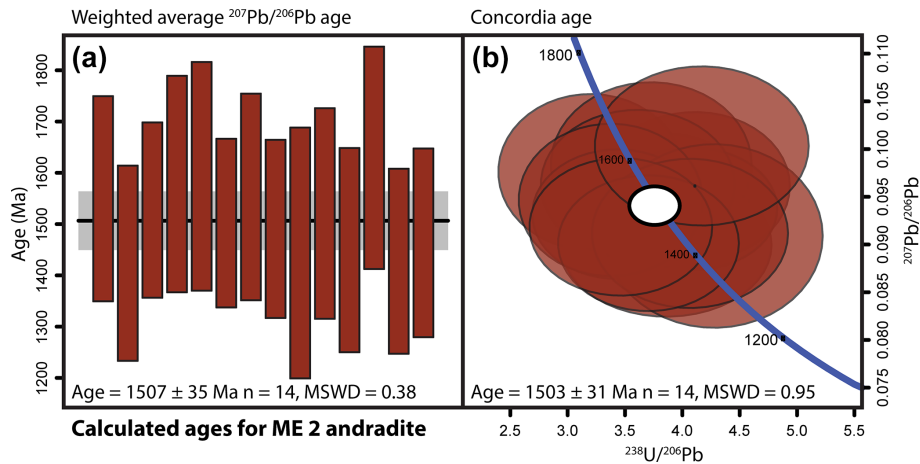 Weighted average ²⁰⁷Pb/²⁰⁶Pb age
Concordia age
(a)
Age (Ma)
1800
1700
1600
1500
1400
1300
1200
Age = 1507 ± 35 Ma n = 14, MSWD = 0.38
(b)
1800
1600
1400
1200
0.110
0.105
0.100
0.095
0.090
0.085
0.080
0.075
²⁰⁷Pb/²⁰⁶Pb
Age = 1503 ± 31 Ma n = 14, MSWD = 0.95
2.5 3.0 3.5 4.0 4.5 5.0 5.5
²³⁸U/²⁰⁶Pb
Calculated ages for ME 2 andradite